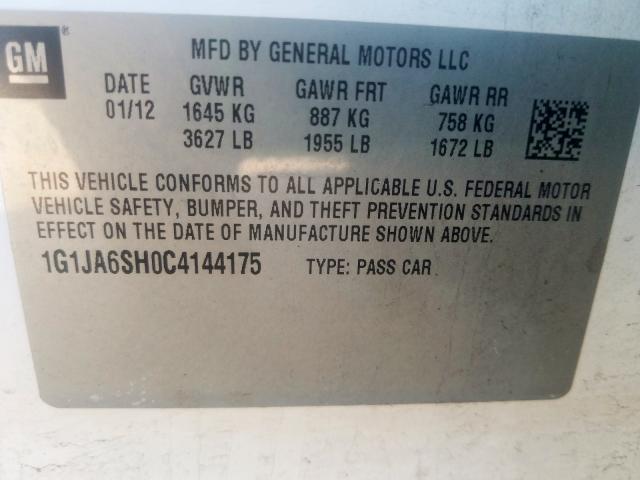 GM
MFD BY GENERAL MOTORS LLC
DATE GVWR GAWR FRT GAWR RR
01/12 1645 KG 887 KG 758 KG
3627 LB 1955 LB 1672 LB
THIS VEHICLE CONFORMS TO ALL APPLICABLE U.S. FEDERAL MOTOR
VEHICLE SAFETY, BUMPER, AND THEFT PREVENTION STANDARDS IN
EFFECT ON THE DATE OF MANUFACTURE SHOWN ABOVE.
1G1JA6SH0C4144175 TYPE: PASS CAR